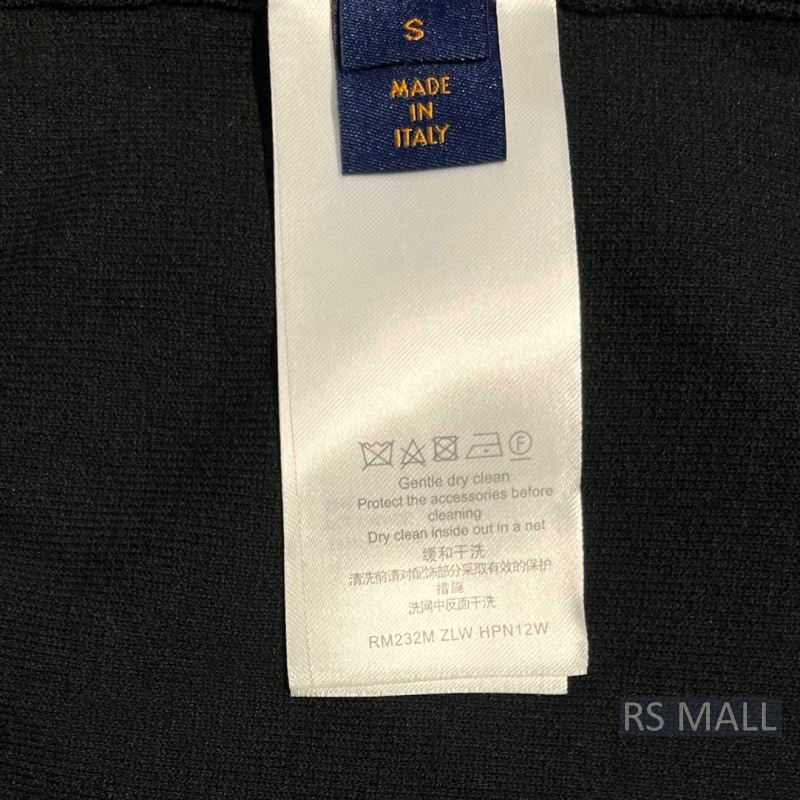 S
MADE
IN
ITALY
F
Gentle dry clean
Protect the accessories before
cleaning
Dry clean inside out in a net
缓和干洗
清洗前请对配饰部分采取有效的保护
措施
洗网中反面干洗
RM232M ZLW HPN12W
RS MALL